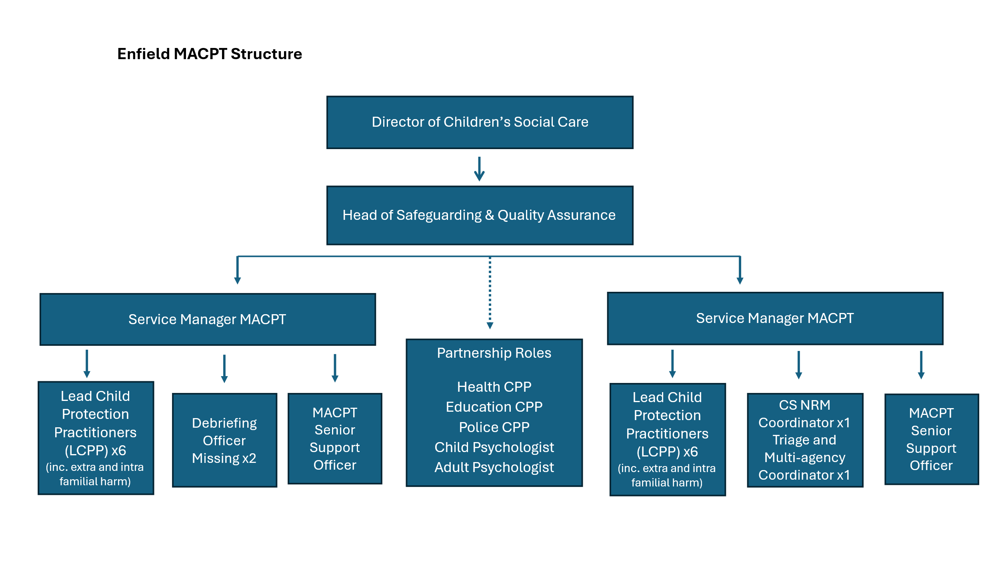 Enfield MACPT Structure
Director of Children’s Social Care
Head of Safeguarding & Quality Assurance
Service Manager MACPT
Service Manager MACPT
Lead Child
Protection
Practitioners
(LCPP) x6
(inc. extra and intra
familial harm)
Debriefing
Officer
Missing x2
MACPT
Senior
Support
Officer
Partnership Roles
Health CPP
Education CPP
Police CPP
Child Psychologist
Adult Psychologist
Lead Child
Protection
Practitioners
(LCPP) x6
(inc. extra and intra
familial harm)
CS NRM
Coordinator x1
Triage and
Multi-agency
Coordinator x1
MACPT
Senior
Support
Officer